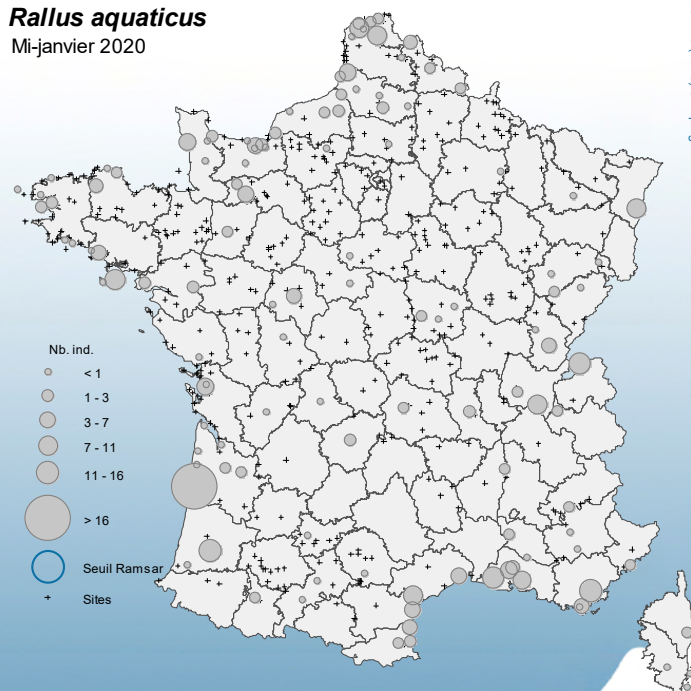 Rallus aquaticus
Mi-janvier 2020
Nb. ind.
< 1
1 - 3
3 - 7
7 - 11
11 - 16
> 16
Seuil Ramsar
Sites